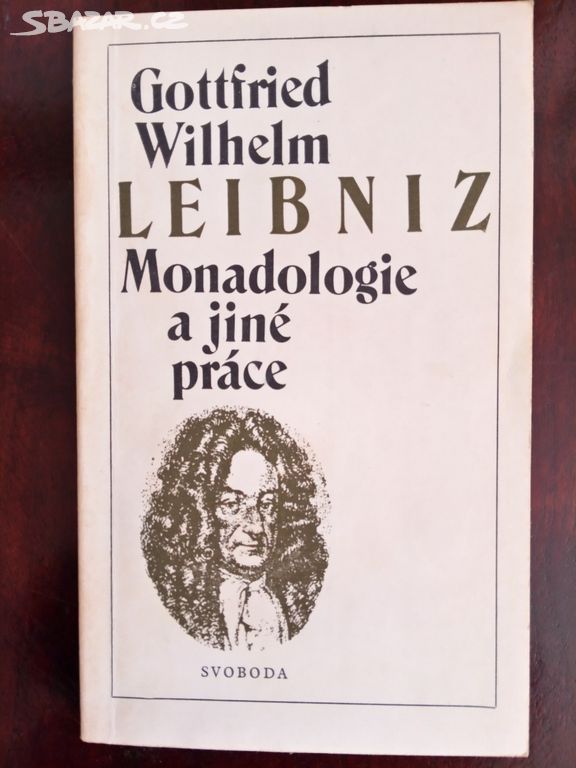 SBAZAR.CZ
Gottfried
Wilhelm
LEIBNIZ
Monadologie
a jiné
práce
SVOBODA